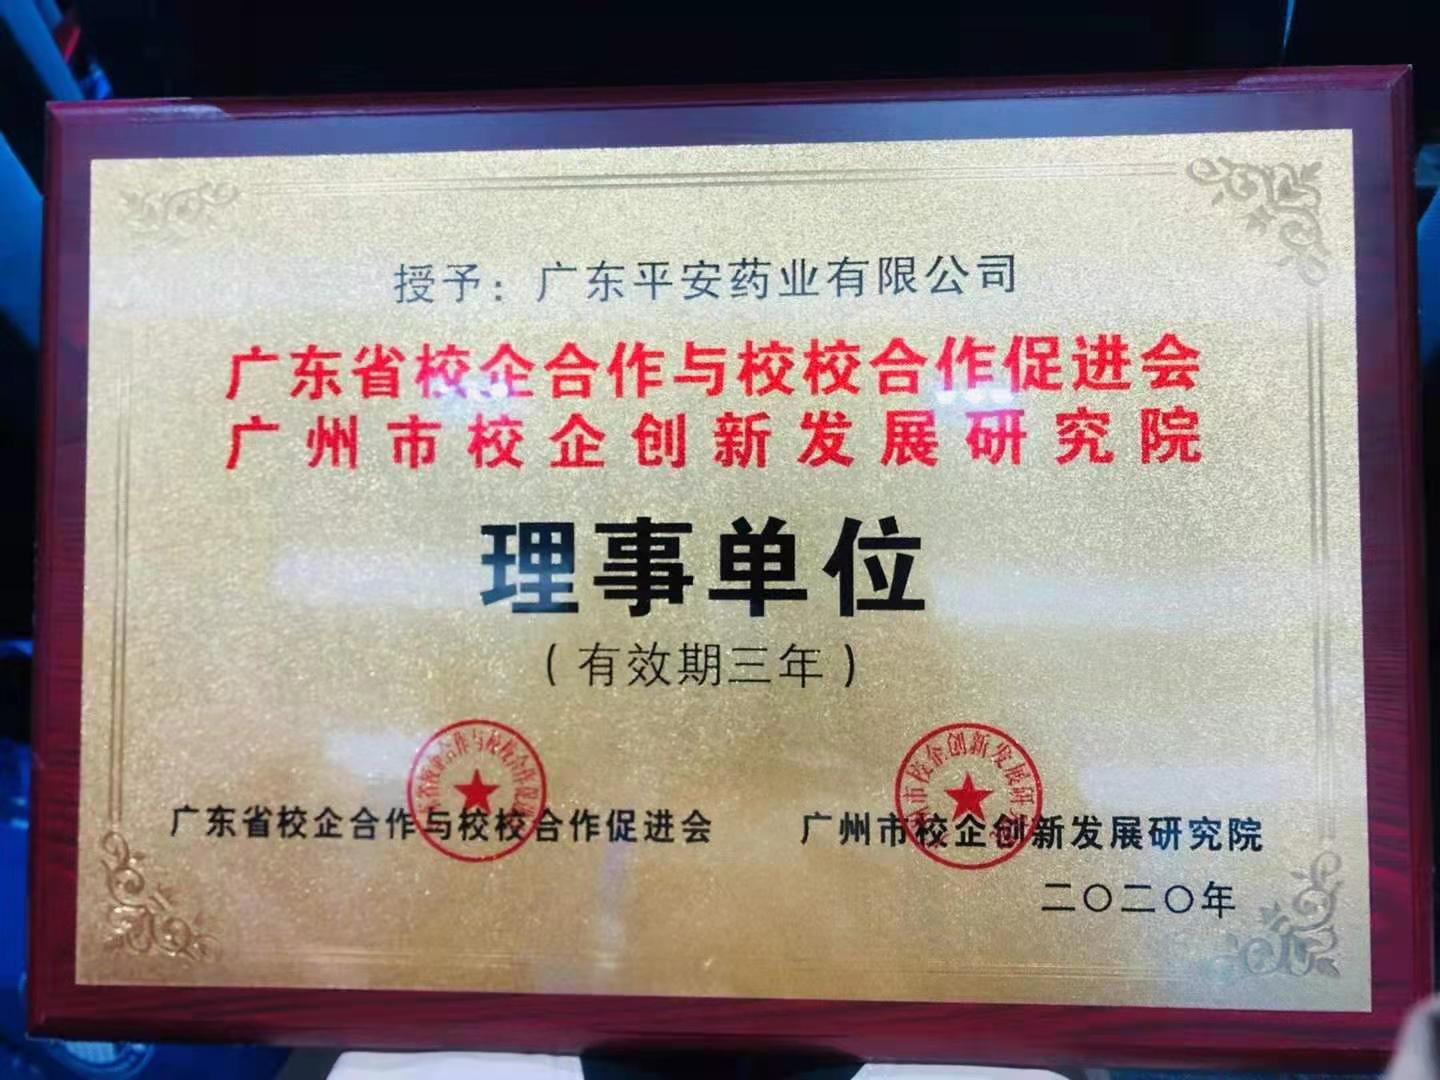 授予：广东平安药业有限公司
广东省校企合作与校校合作促进会
广州市校企创新发展研究院
理事单位
（有效期三年）
广东省校企合作与校校合作促进会
广州市校企创新发展研究院
二〇二〇年